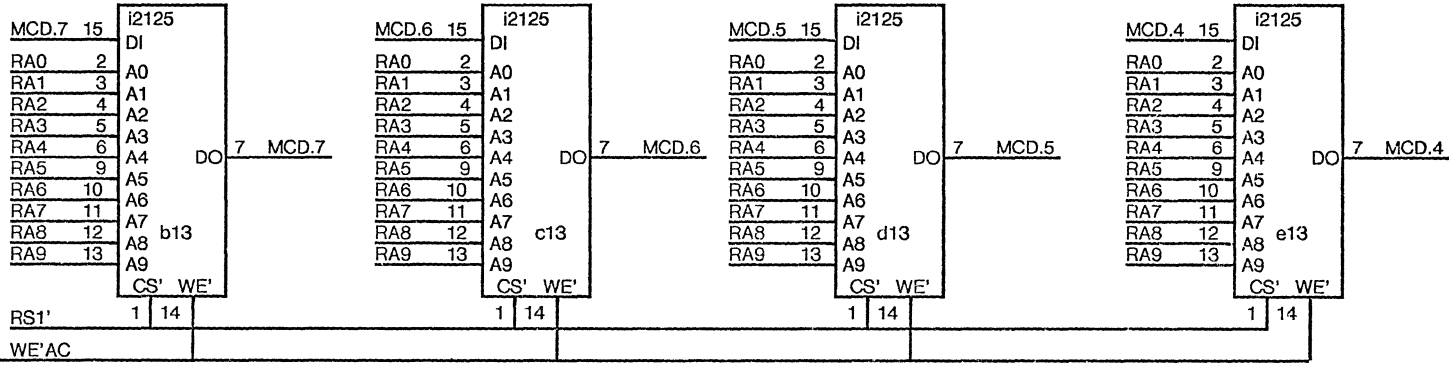 i2125 i2125 i2125 i2125
MCD.7 15 DI MCD.6 15 DI MCD.5 15 DI MCD.4 15 DI
RA0 2 A0 RA0 2 A0 RA0 2 A0 RA0 2 A0
RA1 3 A1 RA1 3 A1 RA1 3 A1 RA1 3 A1
RA2 4 A2 RA2 4 A2 RA2 4 A2 RA2 4 A2
RA3 5 A3 RA3 5 A3 RA3 5 A3 RA3 5 A3
RA4 6 A4 DO 7 MCD.7 RA4 6 A4 DO 7 MCD.6 RA4 6 A4 DO 7 MCD.5 RA4 6 A4 DO 7 MCD.4
RA5 9 A5 RA5 9 A5 RA5 9 A5 RA5 9 A5
RA6 10 A6 RA6 10 A6 RA6 10 A6 RA6 10 A6
RA7 11 A7 RA7 11 A7 RA7 11 A7 RA7 11 A7
RA8 12 A8 b13 RA8 12 A8 c13 RA8 12 A8 d13 RA8 12 A8 e13
RA9 13 A9 RA9 13 A9 RA9 13 A9 RA9 13 A9
CS' WE' CS' WE' CS' WE' CS' WE'
RS1' 1 14 1 14 1 14 1 14
WE'AC